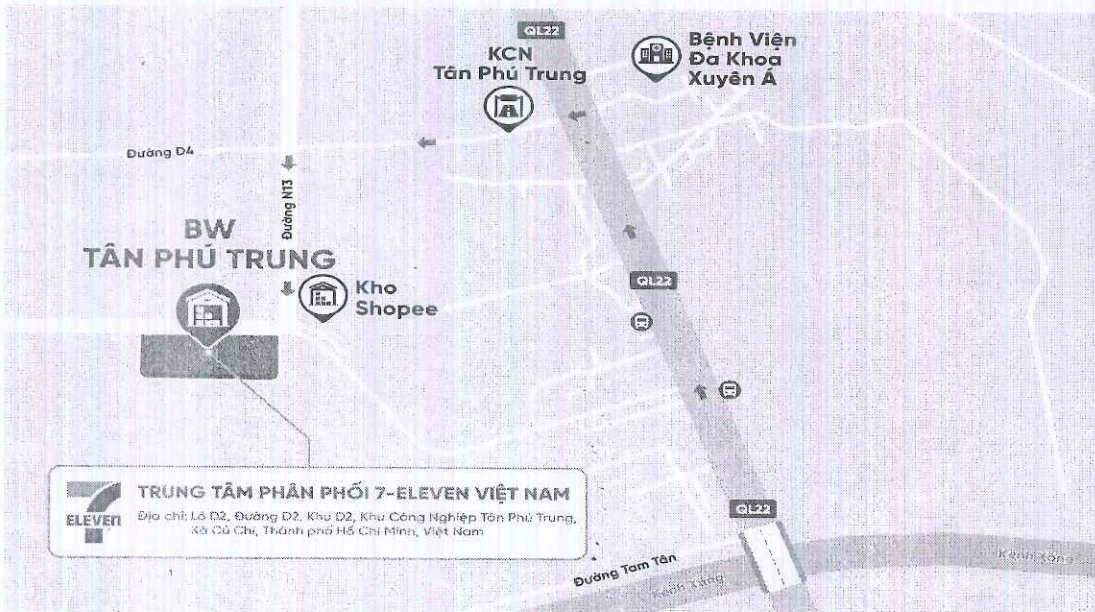 QL22
KCN
Tân Phú Trung
Bệnh Viện
Đa Khoa
Xuyên Á
Đường D4
Đường N13
BW
TÂN PHÚ TRUNG
Kho
Shopee
QL22
7
ELEVEn
TRUNG TÂM PHÂN PHỐI 7-ELEVEN VIỆT NAM
Địa chỉ: Lô D2, Đường D2, Khu D2, Khu Công Nghiệp Tân Phú Trung,
Xã Củ Chi, Thành phố Hồ Chí Minh, Việt Nam
QL22
Đường Tam Tân
Kênh Xáng
Kênh Xáng